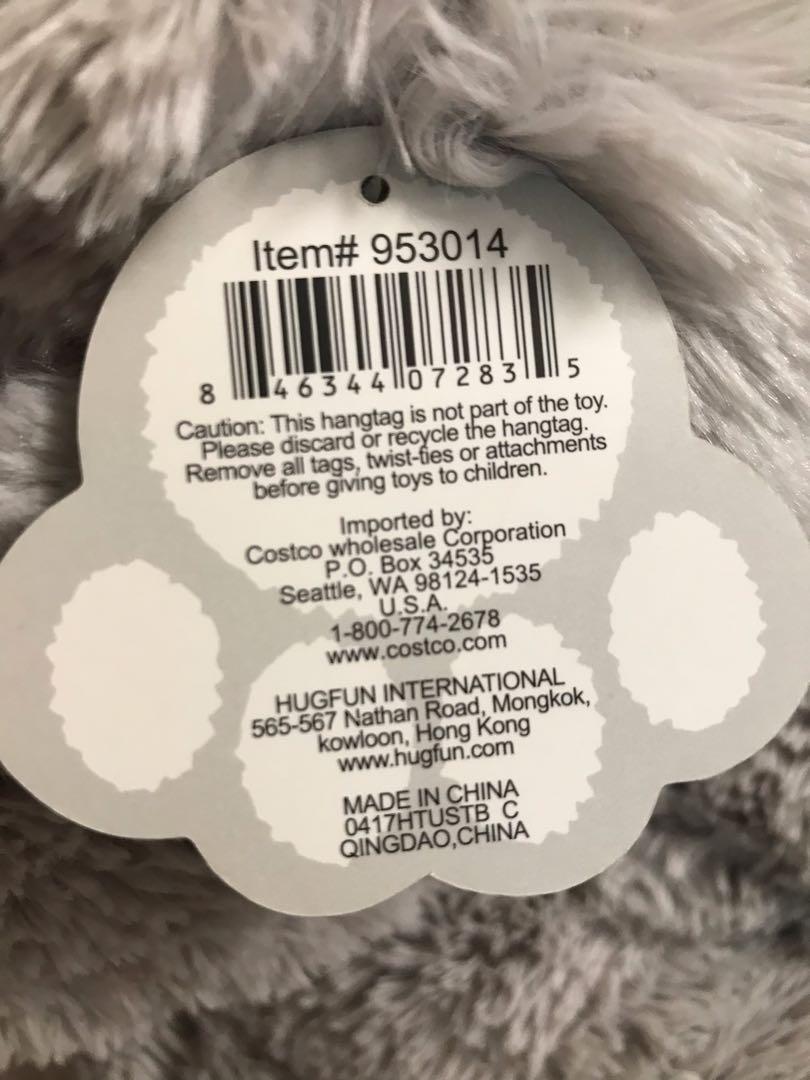 Item# 953014
8 46344 07283 5
Caution: This hangtag is not part of the toy.
Please discard or recycle the hangtag.
Remove all tags, twist-ties or attachments
before giving toys to children.
Imported by:
Costco wholesale Corporation
P.O. Box 34535
Seattle, WA 98124-1535
U.S.A.
1-800-774-2678
www.costco.com
HUGFUN INTERNATIONAL
565-567 Nathan Road, Mongkok,
kowloon, Hong Kong
www.hugfun.com
MADE IN CHINA
0417HTUSTB C
QINGDAO,CHINA